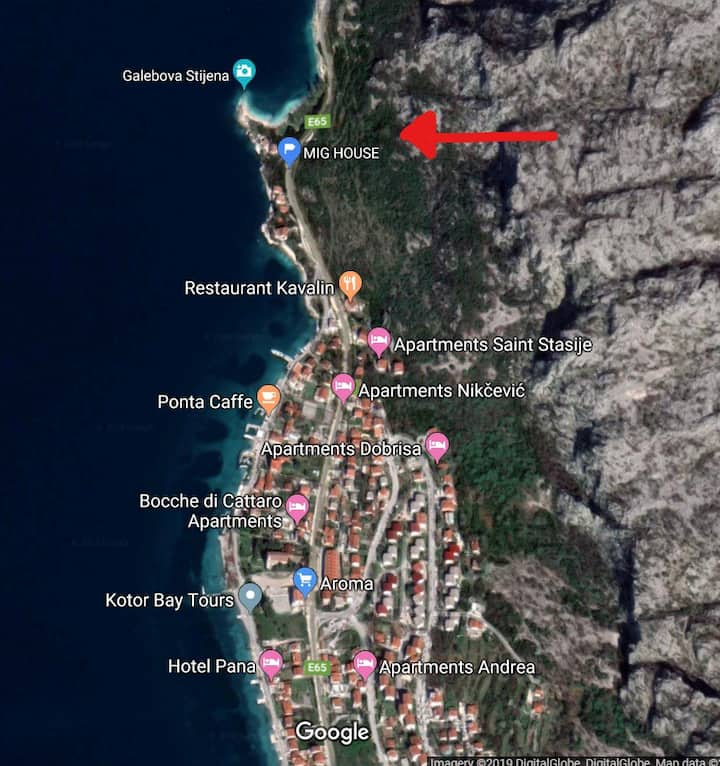 Galebova Stijena
E65
MIG HOUSE
Restaurant Kavalin
Apartments Saint Stasije
Apartments Nikčević
Ponta Caffe
Apartments Dobrisa
Bocche di Cattaro
Apartments
Aroma
Kotor Bay Tours
Hotel Pana
E65
Apartments Andrea
Google
Imagery ©2019 DigitalGlobe, DigitalGlobe, Map data ©